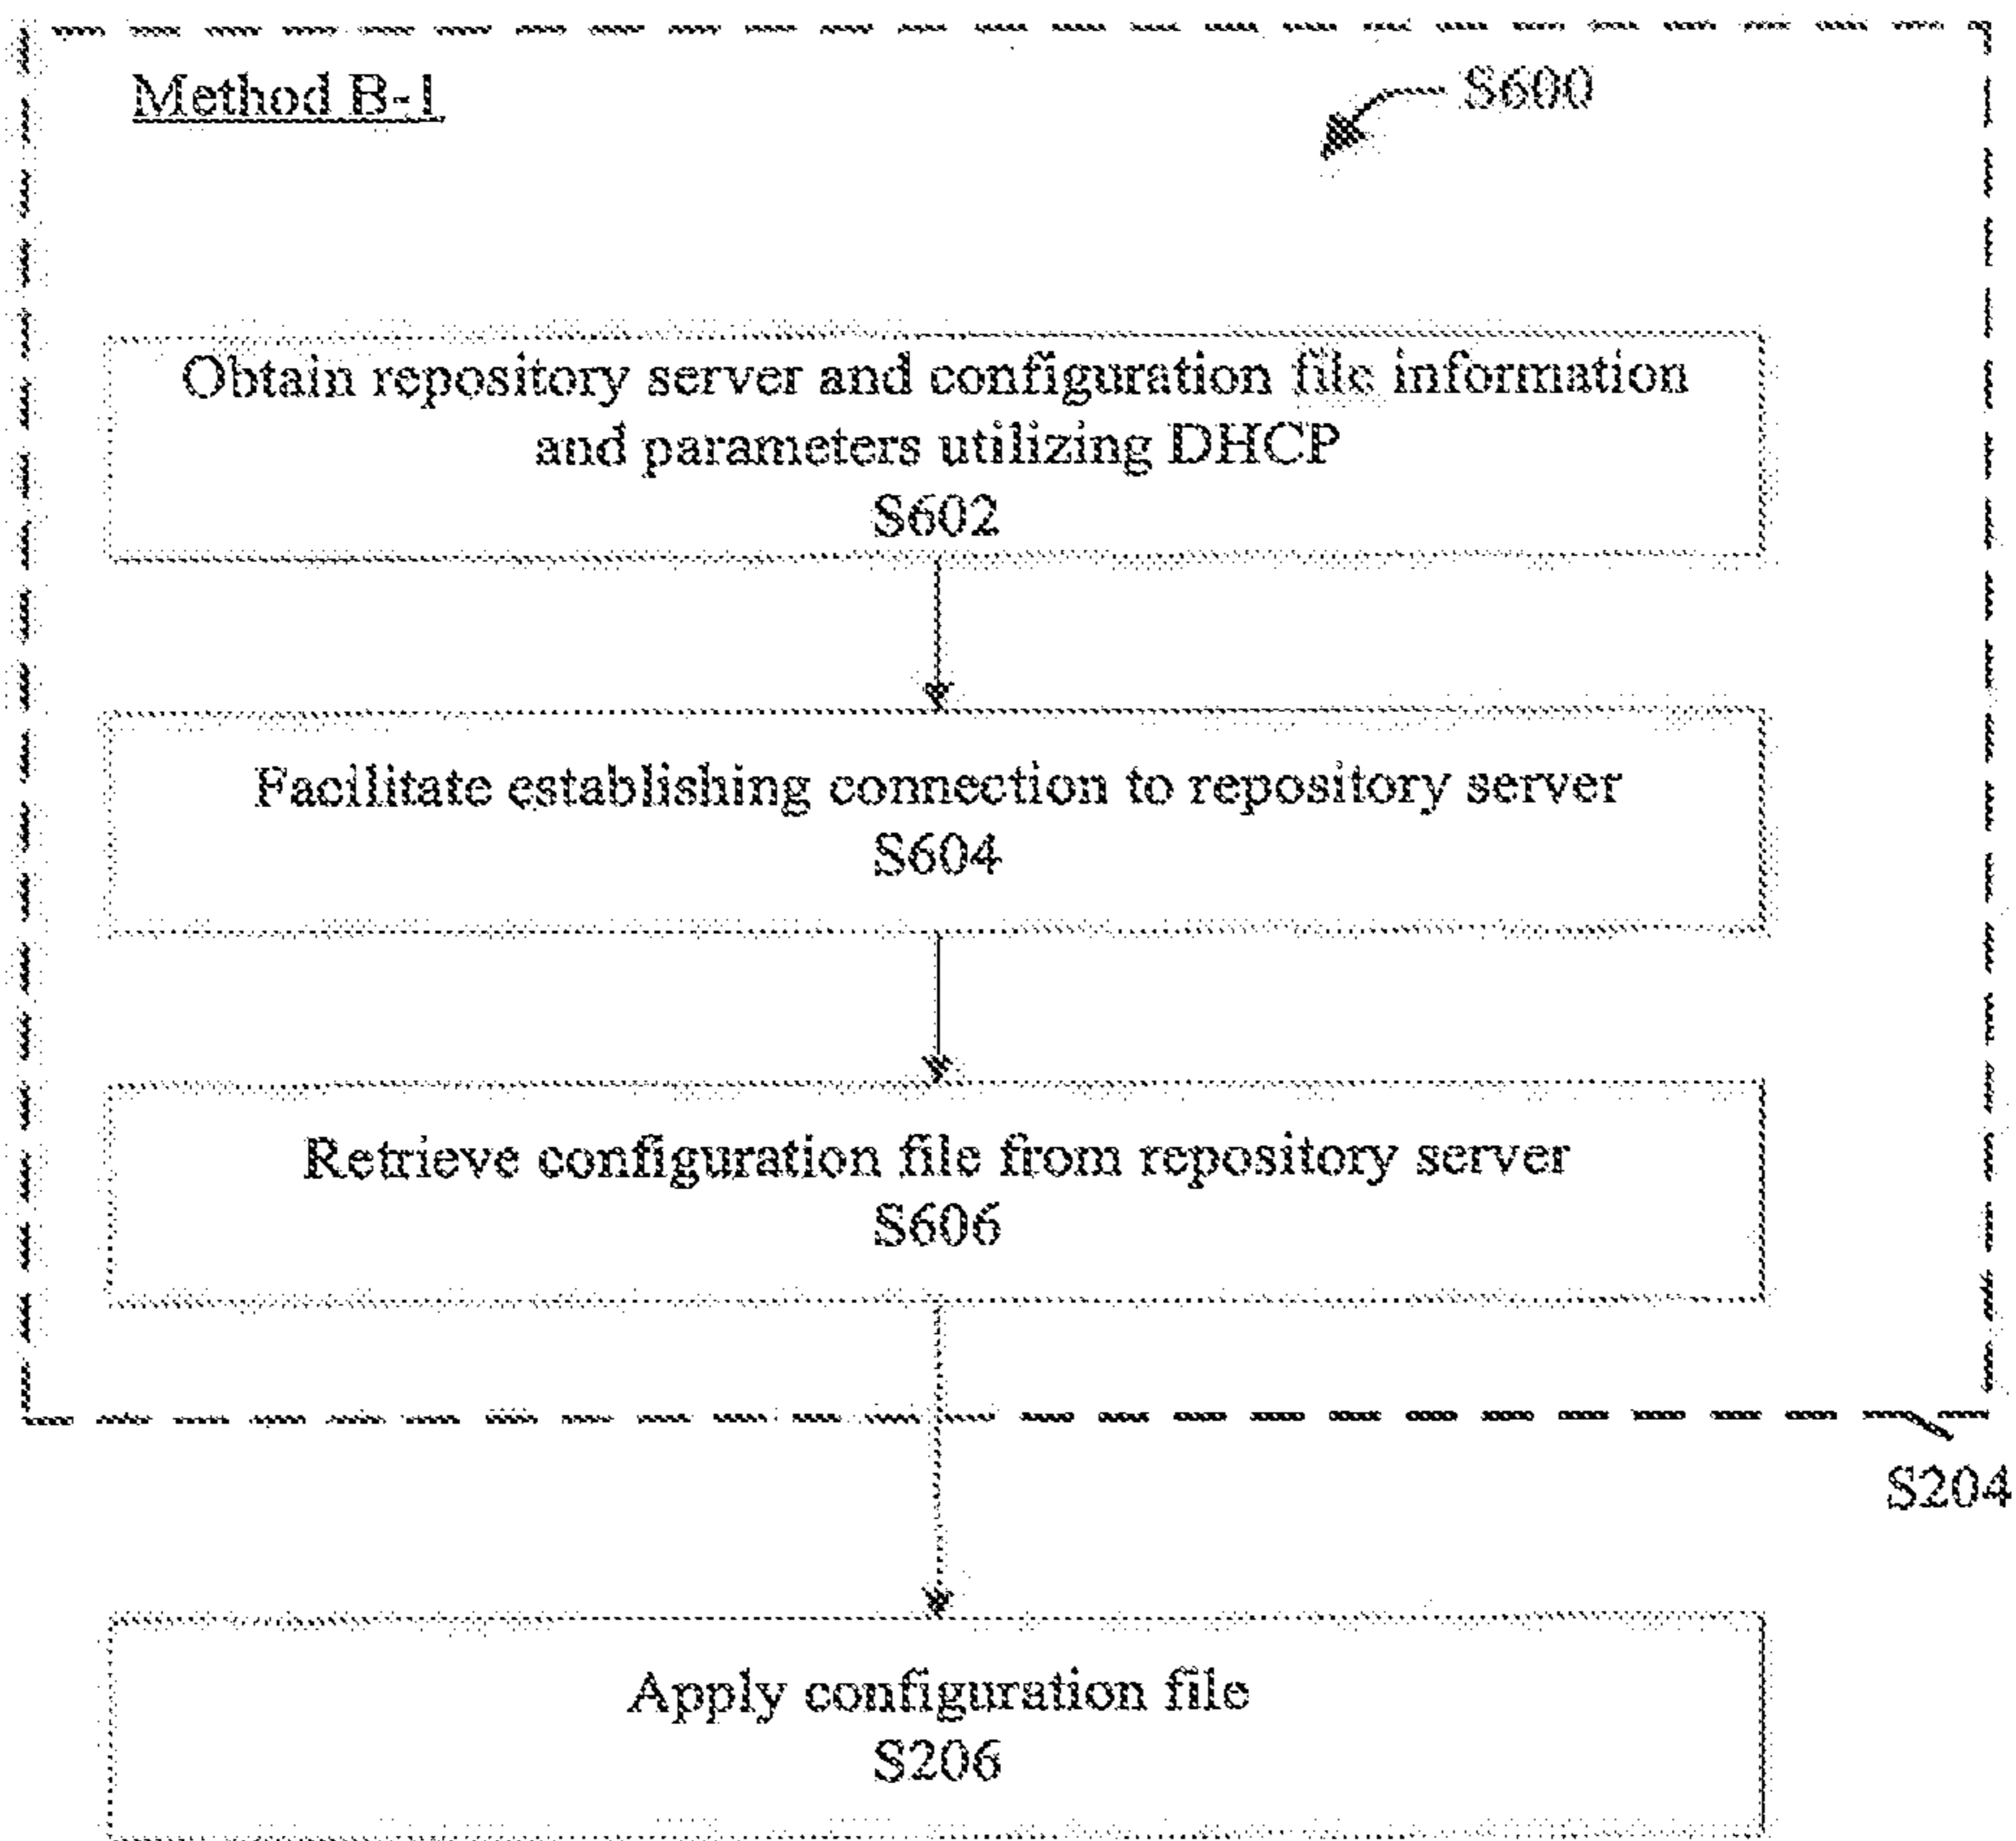 Method B-1
S600
Obtain repository server and configuration file information
and parameters utilizing DHCP
S602
Facilitate establishing connection to repository server
S604
Retrieve configuration file from repository server
S606
S204
Apply configuration file
S206